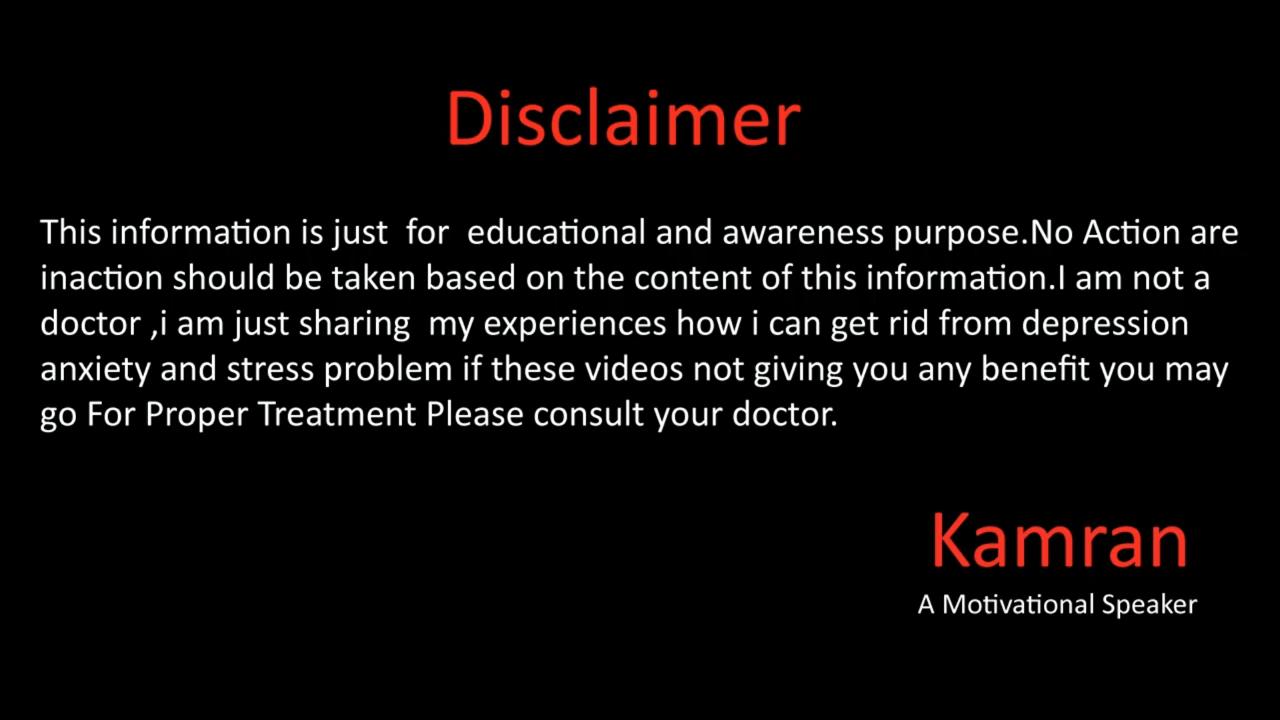 Disclaimer
This information is just  for  educational and awareness purpose.No Action are
inaction should be taken based on the content of this information.I am not a
doctor ,i am just sharing  my experiences how i can get rid from depression
anxiety and stress problem if these videos not giving you any benefit you may
go For Proper Treatment Please consult your doctor.
Kamran
A Motivational Speaker